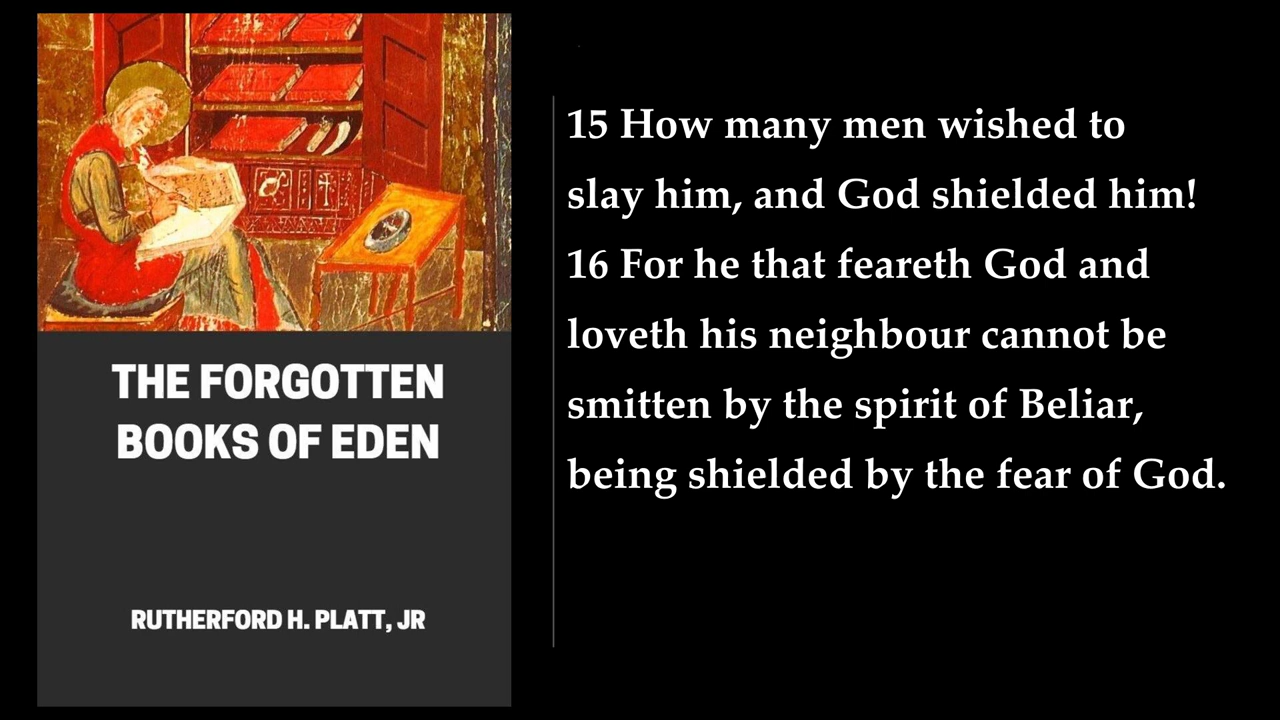 THE FORGOTTEN
BOOKS OF EDEN
RUTHERFORD H. PLATT, JR
15 How many men wished to
slay him, and God shielded him!
16 For he that feareth God and
loveth his neighbour cannot be
smitten by the spirit of Beliar,
being shielded by the fear of God.